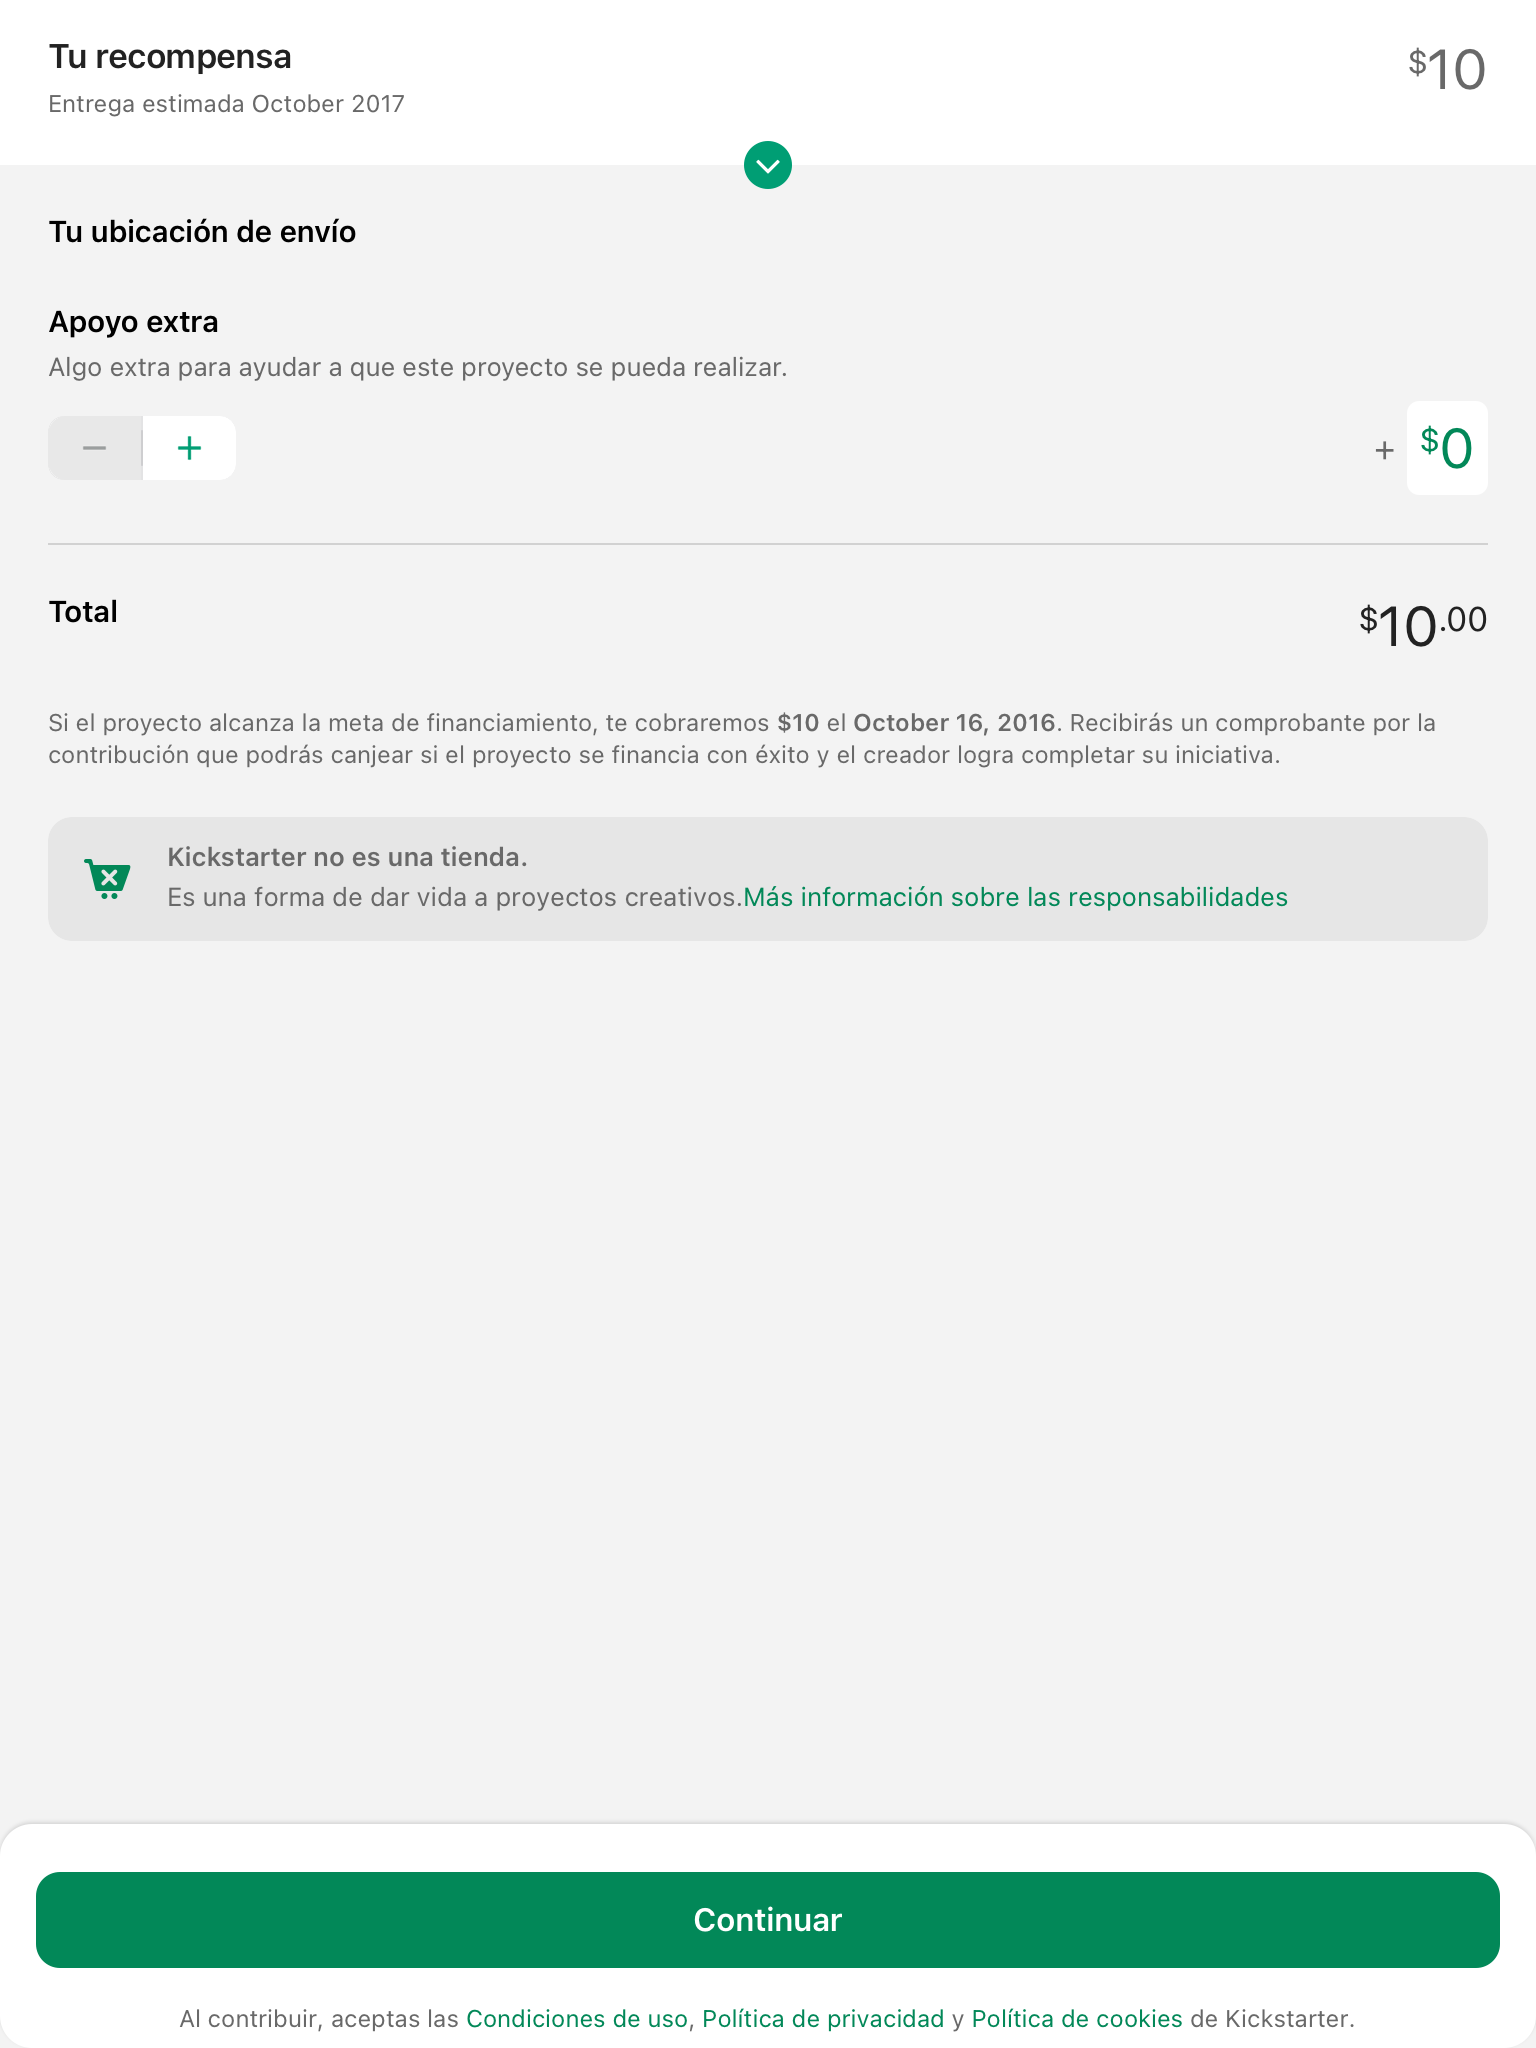 Tu recompensa
$10
Entrega estimada October 2017
Tu ubicación de envío
Apoyo extra
Algo extra para ayudar a que este proyecto se pueda realizar.
+ $0
Total
$10.00
Si el proyecto alcanza la meta de financiamiento, te cobraremos $10 el October 16, 2016. Recibirás un comprobante por la
contribución que podrás canjear si el proyecto se financia con éxito y el creador logra completar su iniciativa.
Kickstarter no es una tienda.
Es una forma de dar vida a proyectos creativos.Más información sobre las responsabilidades
Continuar
Al contribuir, aceptas las Condiciones de uso, Política de privacidad y Política de cookies de Kickstarter.